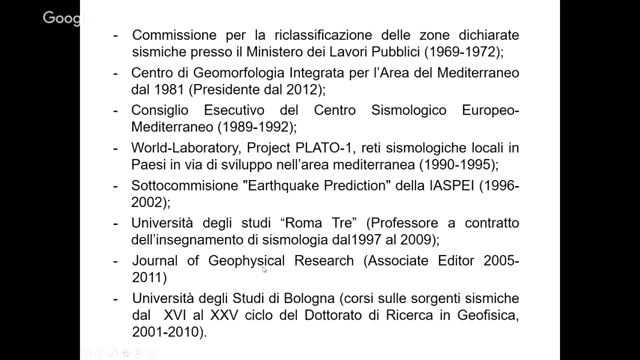 Google
- Commissione per la riclassificazione delle zone dichiarate
sismiche presso il Ministero dei Lavori Pubblici (1969-1972);
- Centro di Geomorfologia Integrata per l'Area del Mediterraneo
dal 1981 (Presidente dal 2012);
- Consiglio Esecutivo del Centro Sismologico Europeo-
Mediterraneo (1989-1992);
- World-Laboratory, Project PLATO-1, reti sismologiche locali in
Paesi in via di sviluppo nell'area mediterranea (1990-1995);
- Sottocommisione "Earthquake Prediction" della IASPEI (1996-
2002);
- Università degli studi “Roma Tre” (Professore a contratto
dell'insegnamento di sismologia dal1997 al 2009);
- Journal of Geophysical Research (Associate Editor 2005-
2011)
- Università degli Studi di Bologna (corsi sulle sorgenti sismiche
dal XVI al XXV ciclo del Dottorato di Ricerca in Geofisica,
2001-2010).